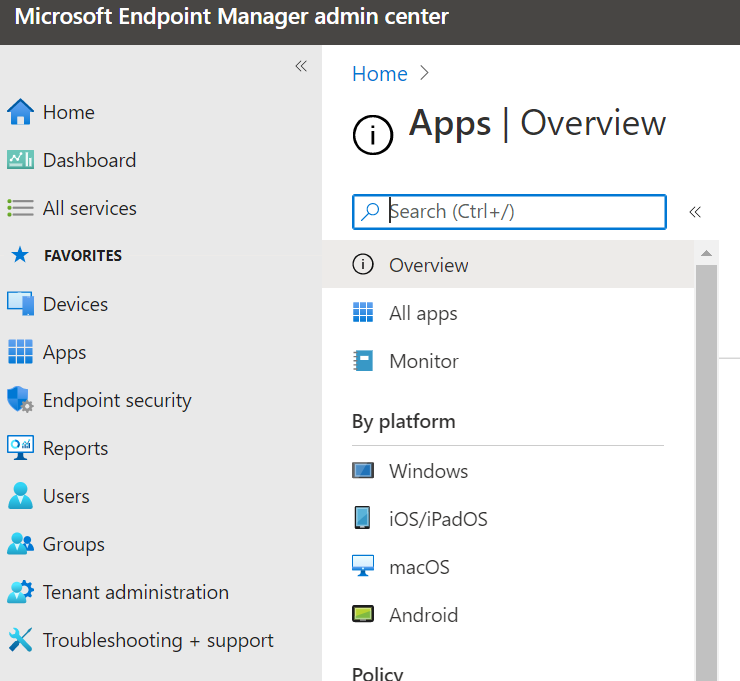 Microsoft Endpoint Manager admin center
Home
Dashboard
All services
FAVORITES
Devices
Apps
Endpoint security
Reports
Users
Groups
Tenant administration
Troubleshooting + support
Home
Apps | Overview
Search (Ctrl+/)
Overview
All apps
Monitor
By platform
Windows
iOS/iPadOS
macOS
Android
Policy